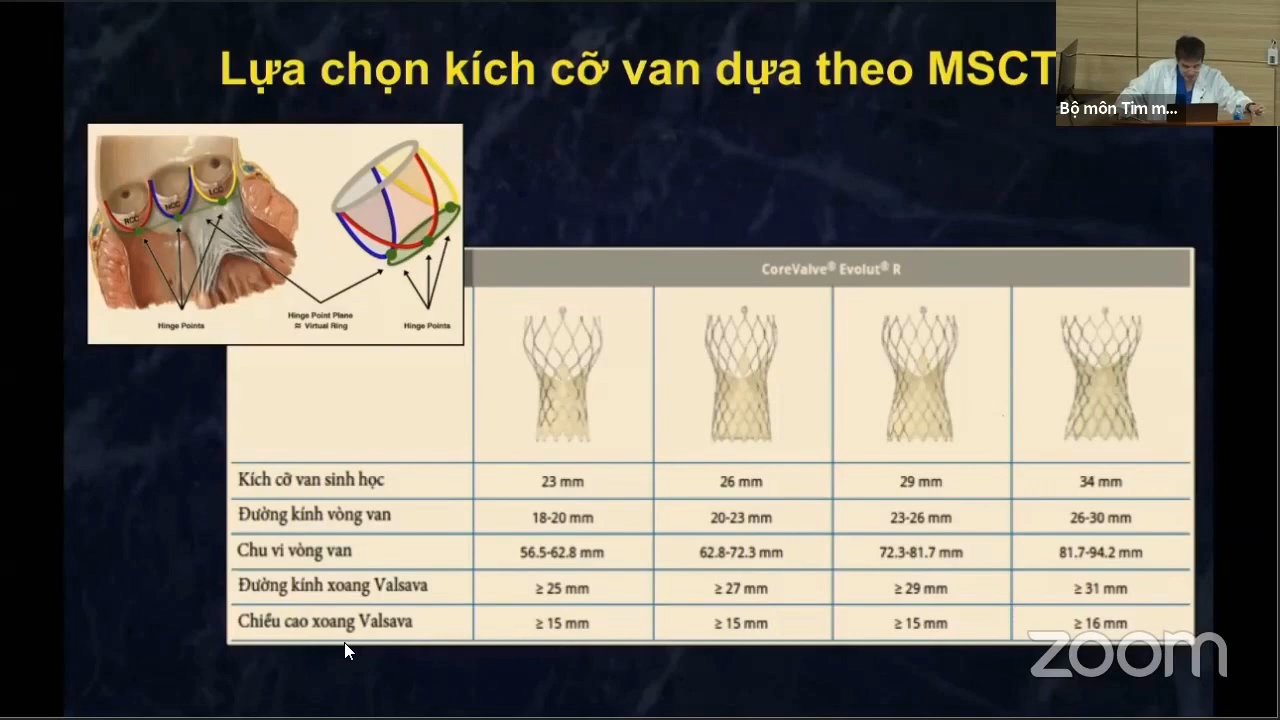 Lựa chọn kích cỡ van dựa theo MSCT
Bộ môn Tim m...
RCC
NCC
LCC
Hinge Points
Hinge Point Plane
≅ Virtual Ring
Hinge Points
CoreValve® Evolut® R
Kích cỡ van sinh học 23 mm 26 mm 29 mm 34 mm
Đường kính vòng van 18-20 mm 20-23 mm 23-26 mm 26-30 mm
Chu vi vòng van 56.5-62.8 mm 62.8-72.3 mm 72.3-81.7 mm 81.7-94.2 mm
Đường kính xoang Valsava ≥ 25 mm ≥ 27 mm ≥ 29 mm ≥ 31 mm
Chiều cao xoang Valsava ≥ 15 mm ≥ 15 mm ≥ 15 mm ≥ 16 mm
zoom